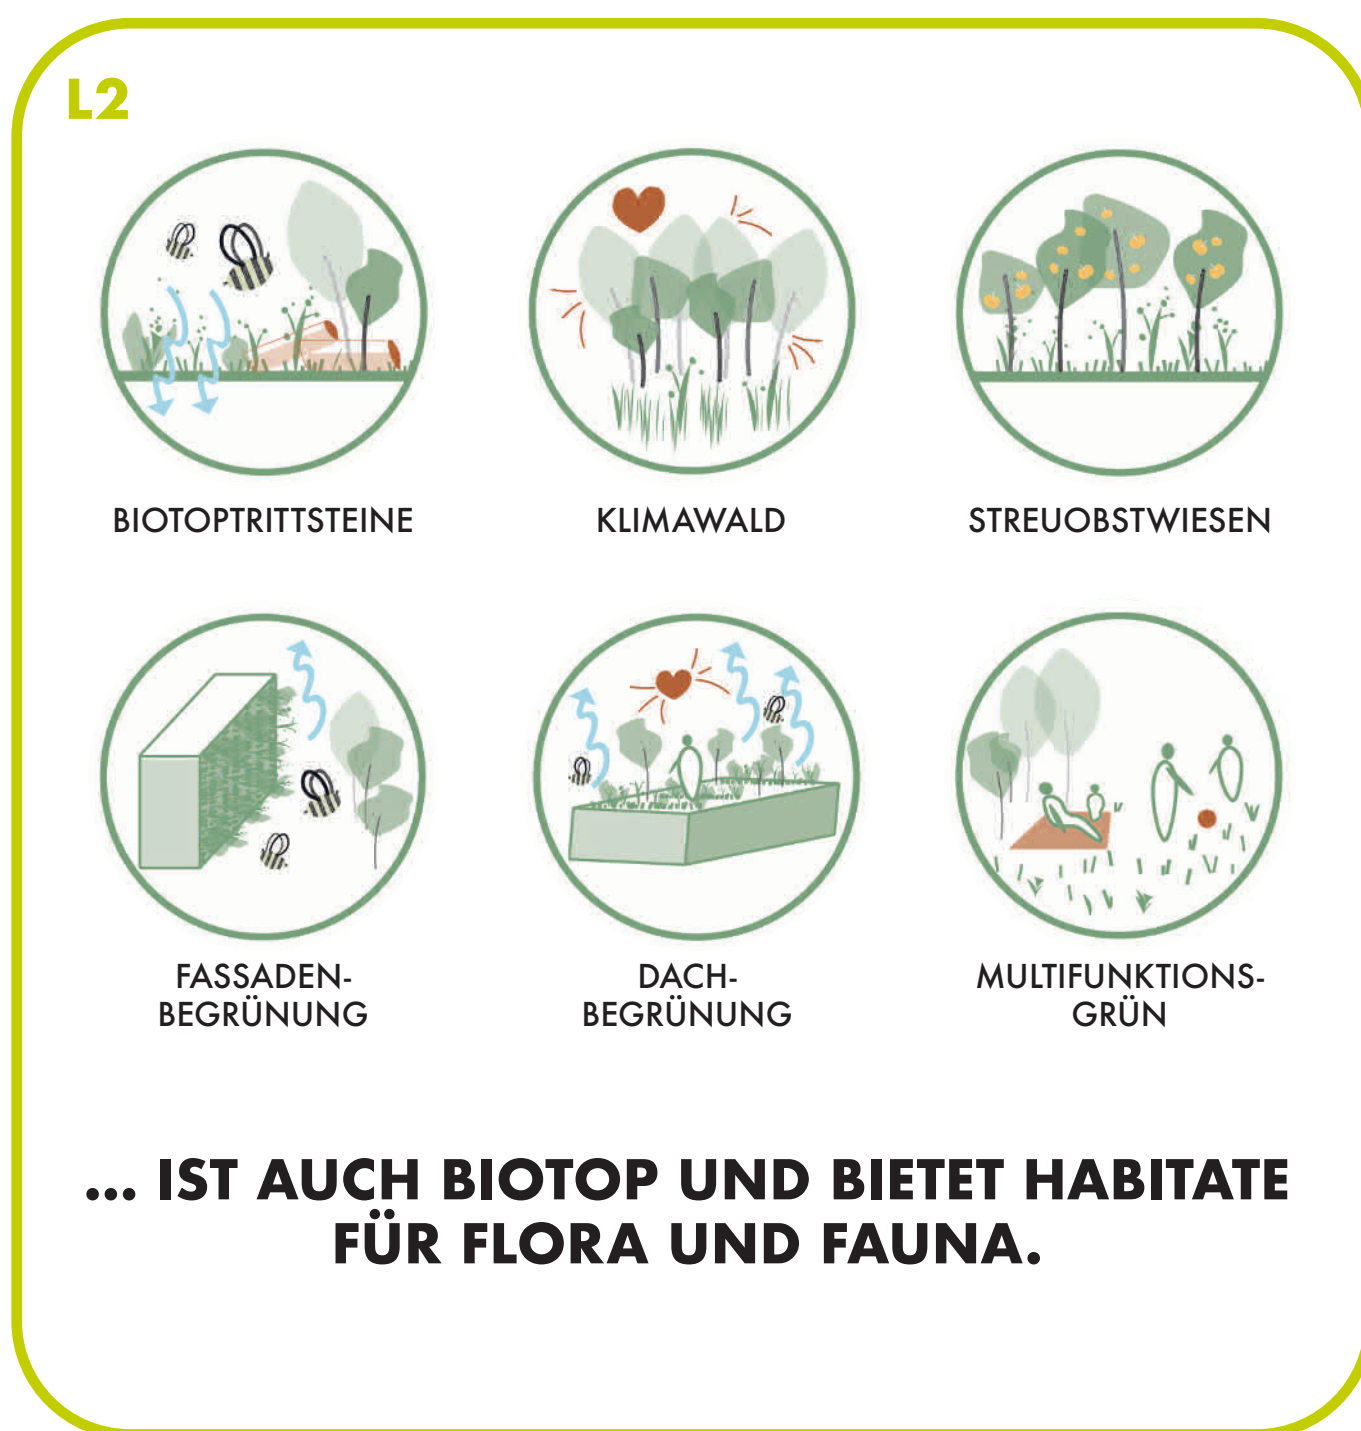 L2
BIOTOPTRITTSTEINE
KLIMAWALD
STREUOBSTWIESEN
FASSADEN-
BEGRÜNUNG
DACH-
BEGRÜNUNG
MULTIFUNKTIONS-
GRÜN
... IST AUCH BIOTOP UND BIETET HABITATE
FÜR FLORA UND FAUNA.